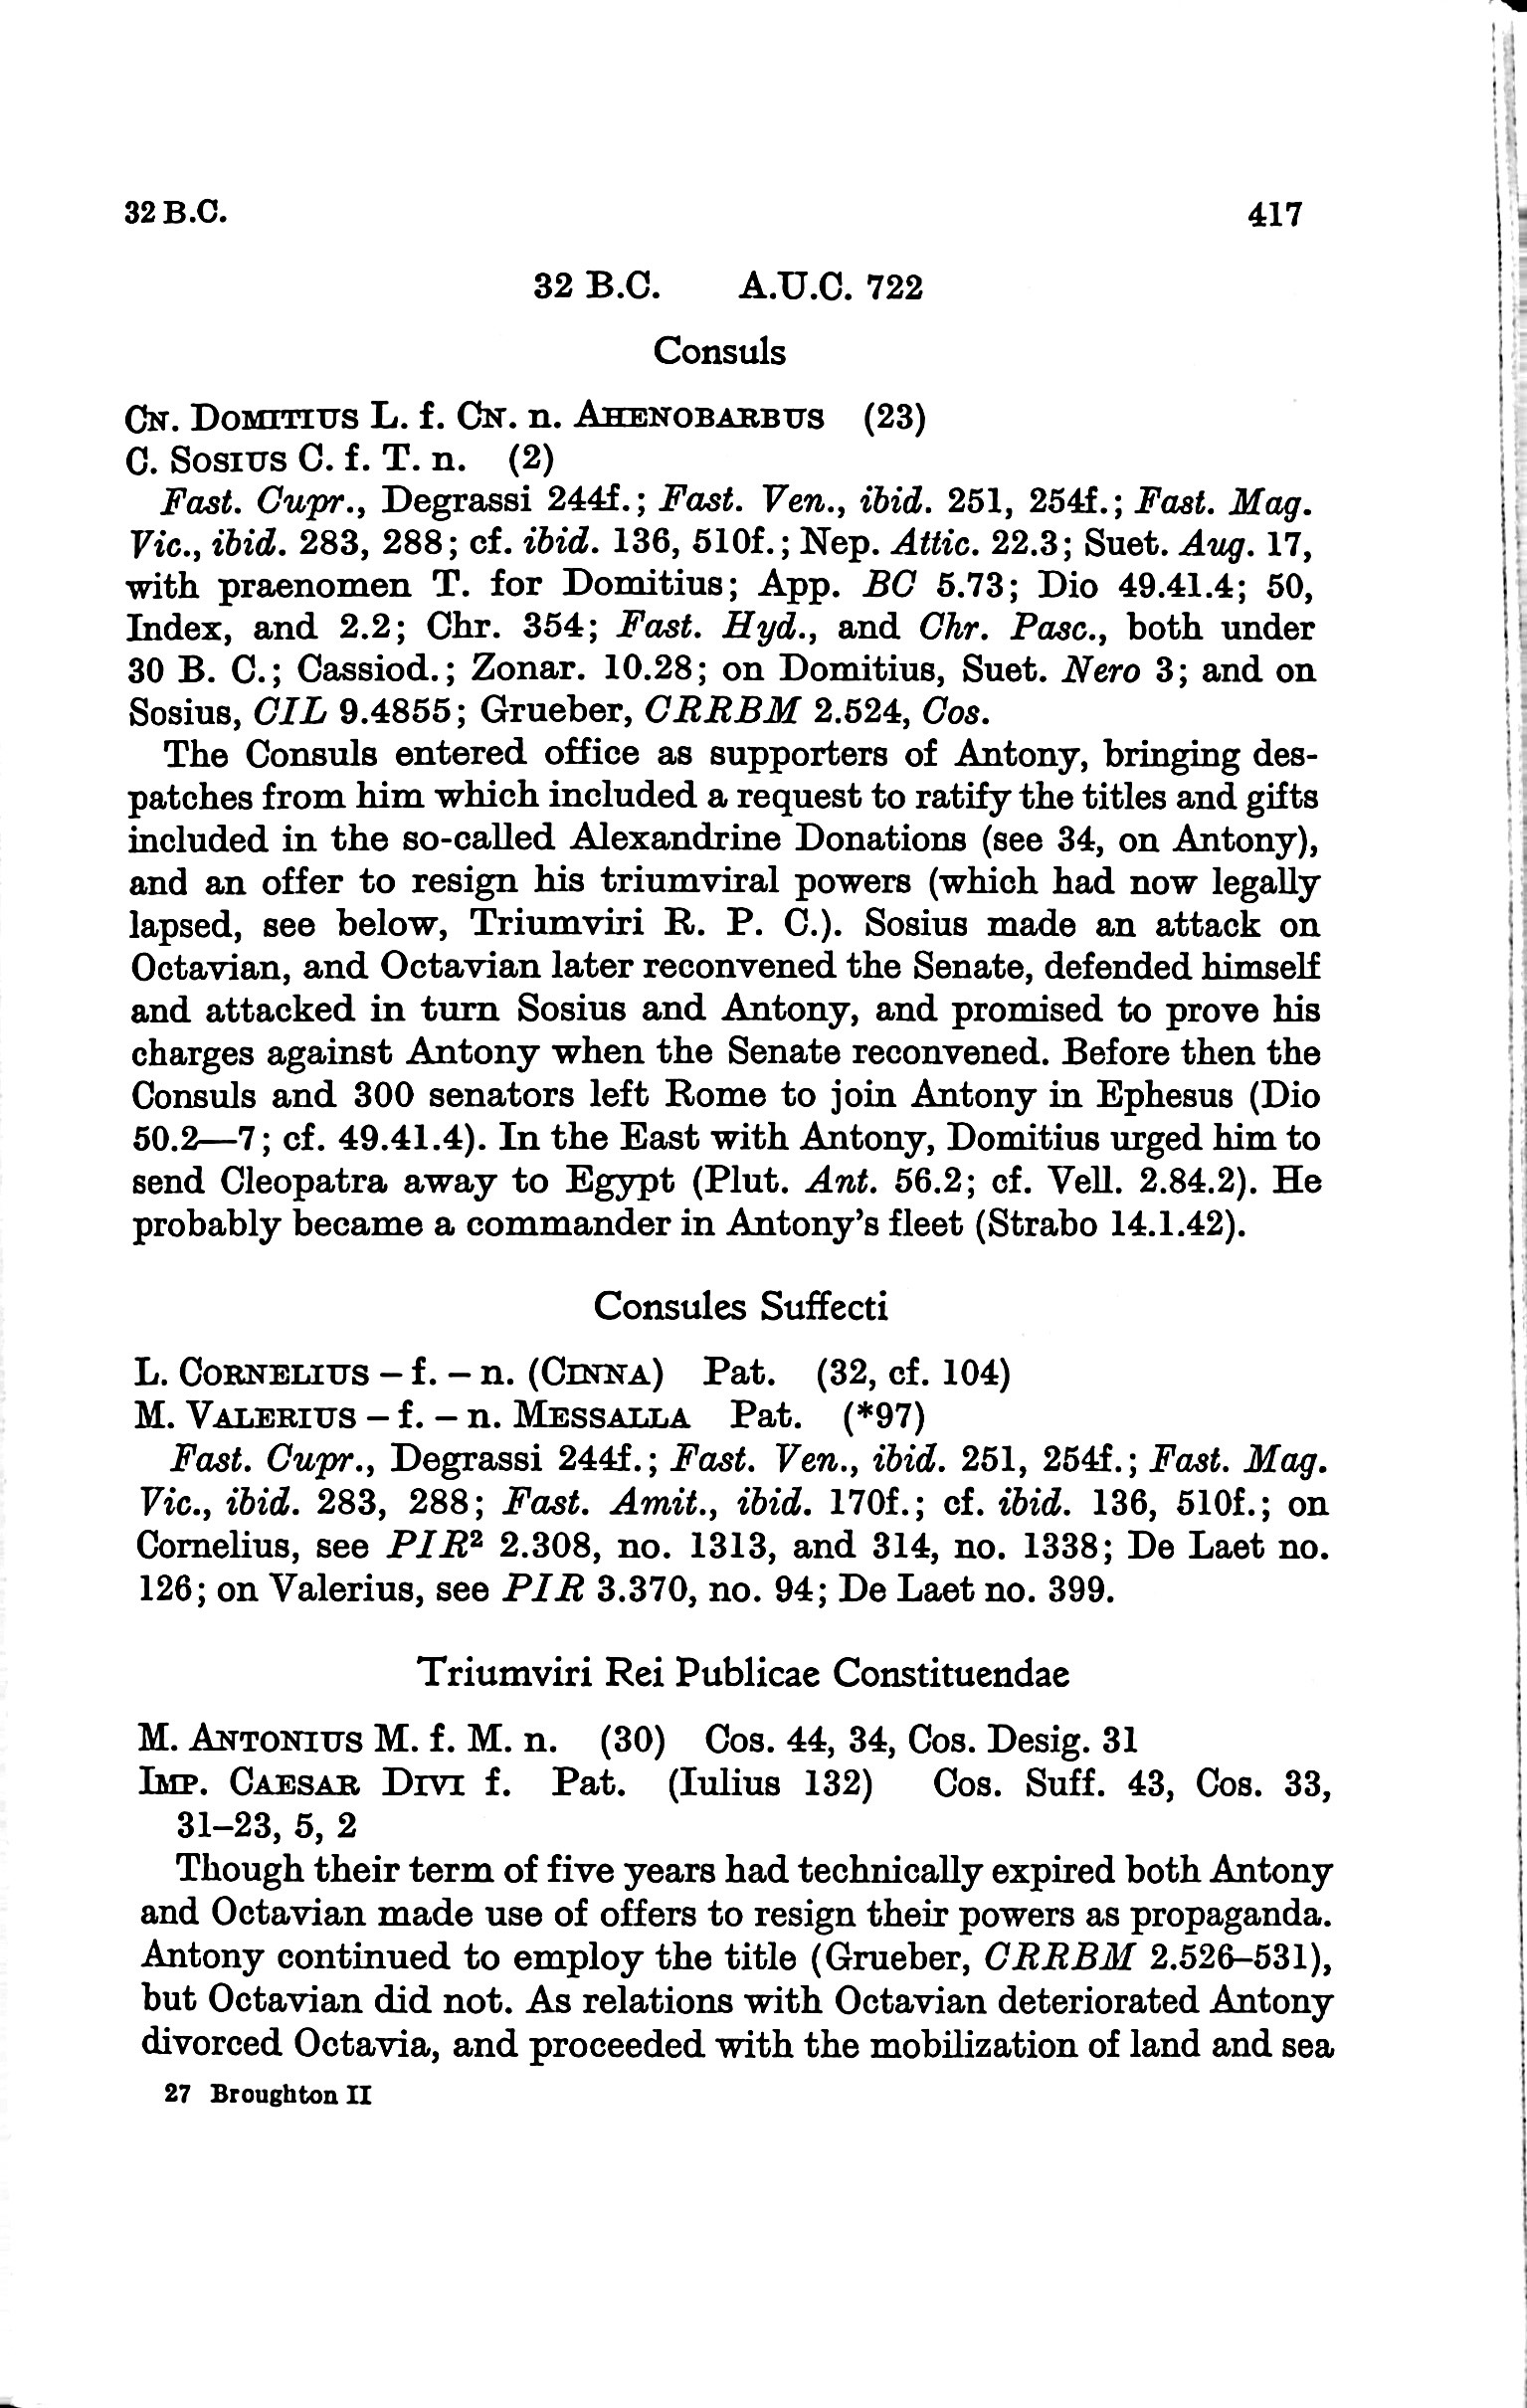 32 B.C. 417
32 B.C. A.U.C. 722
Consuls
Cn. Domitius L. f. Cn. n. Ahenobarbus (23)
C. Sosius C. f. T. n. (2)
Fast. Cupr., Degrassi 244f.; Fast. Ven., ibid. 251, 254f.; Fast. Mag.
Vic., ibid. 283, 288; cf. ibid. 136, 510f.; Nep. Attic. 22.3; Suet. Aug. 17,
with praenomen T. for Domitius; App. BC 5.73; Dio 49.41.4; 50,
Index, and 2.2; Chr. 354; Fast. Hyd., and Chr. Pasc., both under
30 B. C.; Cassiod.; Zonar. 10.28; on Domitius, Suet. Nero 3; and on
Sosius, CIL 9.4855; Grueber, CRRBM 2.524, Cos.
The Consuls entered office as supporters of Antony, bringing des-
patches from him which included a request to ratify the titles and gifts
included in the so-called Alexandrine Donations (see 34, on Antony),
and an offer to resign his triumviral powers (which had now legally
lapsed, see below, Triumviri R. P. C.). Sosius made an attack on
Octavian, and Octavian later reconvened the Senate, defended himself
and attacked in turn Sosius and Antony, and promised to prove his
charges against Antony when the Senate reconvened. Before then the
Consuls and 300 senators left Rome to join Antony in Ephesus (Dio
50.2—7; cf. 49.41.4). In the East with Antony, Domitius urged him to
send Cleopatra away to Egypt (Plut. Ant. 56.2; cf. Vell. 2.84.2). He
probably became a commander in Antony's fleet (Strabo 14.1.42).
Consules Suffecti
L. Cornelius – f. – n. (Cinna) Pat. (32, cf. 104)
M. Valerius – f. – n. Messalla Pat. (*97)
Fast. Cupr., Degrassi 244f.; Fast. Ven., ibid. 251, 254f.; Fast. Mag.
Vic., ibid. 283, 288; Fast. Amit., ibid. 170f.; cf. ibid. 136, 510f.; on
Cornelius, see PIR² 2.308, no. 1313, and 314, no. 1338; De Laet no.
126; on Valerius, see PIR 3.370, no. 94; De Laet no. 399.
Triumviri Rei Publicae Constituendae
M. Antonius M. f. M. n. (30) Cos. 44, 34, Cos. Desig. 31
Imp. Caesar Divi f. Pat. (Iulius 132) Cos. Suff. 43, Cos. 33,
31–23, 5, 2
Though their term of five years had technically expired both Antony
and Octavian made use of offers to resign their powers as propaganda.
Antony continued to employ the title (Grueber, CRRBM 2.526–531),
but Octavian did not. As relations with Octavian deteriorated Antony
divorced Octavia, and proceeded with the mobilization of land and sea
27 Broughton II